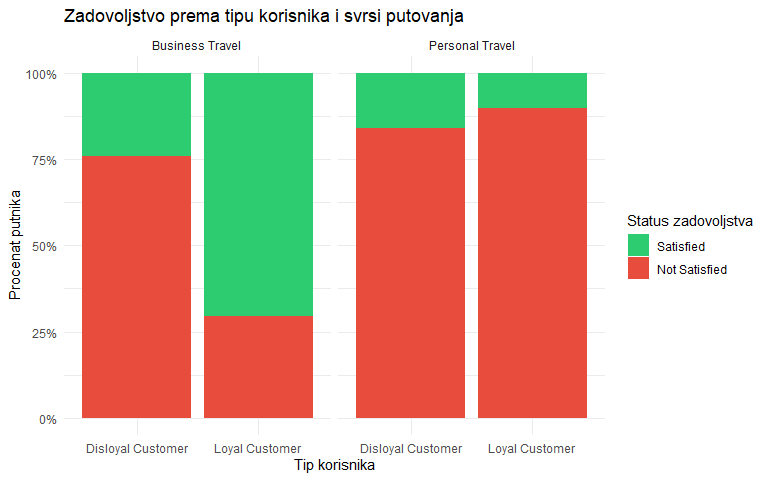 Zadovoljstvo prema tipu korisnika i svrsi putovanja
Business Travel
Personal Travel
Procenat putnika
100%
75%
50%
25%
0%
Disloyal Customer
Loyal Customer
Disloyal Customer
Loyal Customer
Tip korisnika
Status zadovoljstva
Satisfied
Not Satisfied